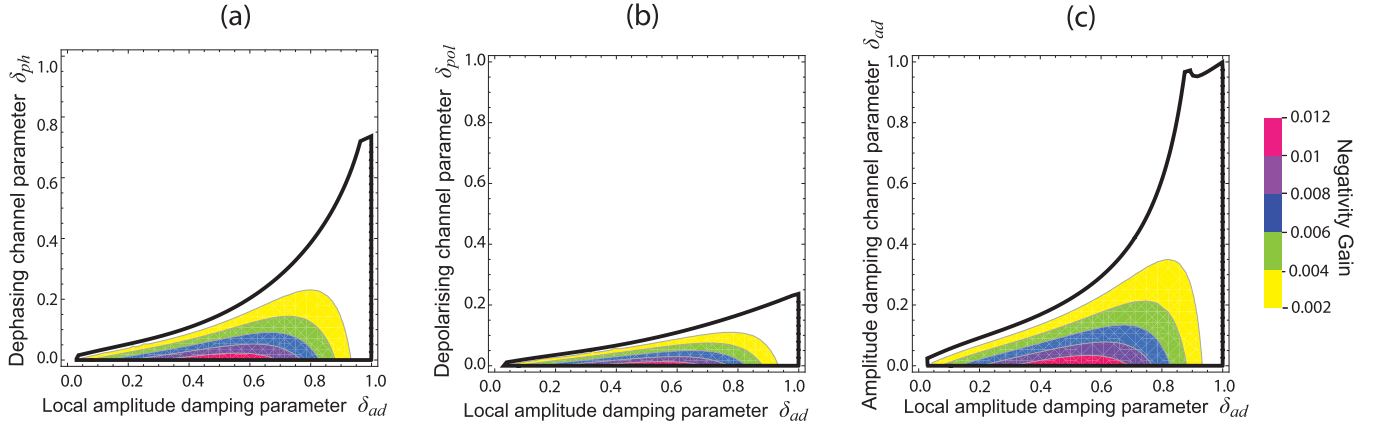 (a)
(b)
(c)
Dephasing channel parameter δph
1.0
0.8
0.6
0.4
0.2
0.0
0.0 0.2 0.4 0.6 0.8 1.0
Local amplitude damping parameter δad
Depolarising channel parameter δpol
1.0
0.8
0.6
0.4
0.2
0.0
0.0 0.2 0.4 0.6 0.8 1.0
Local amplitude damping parameter δad
Amplitude damping channel parameter δad
1.0
0.8
0.6
0.4
0.2
0.0
0.0 0.2 0.4 0.6 0.8 1.0
Local amplitude damping parameter δad
0.012
0.01
0.008
0.006
0.004
0.002
Negativity Gain